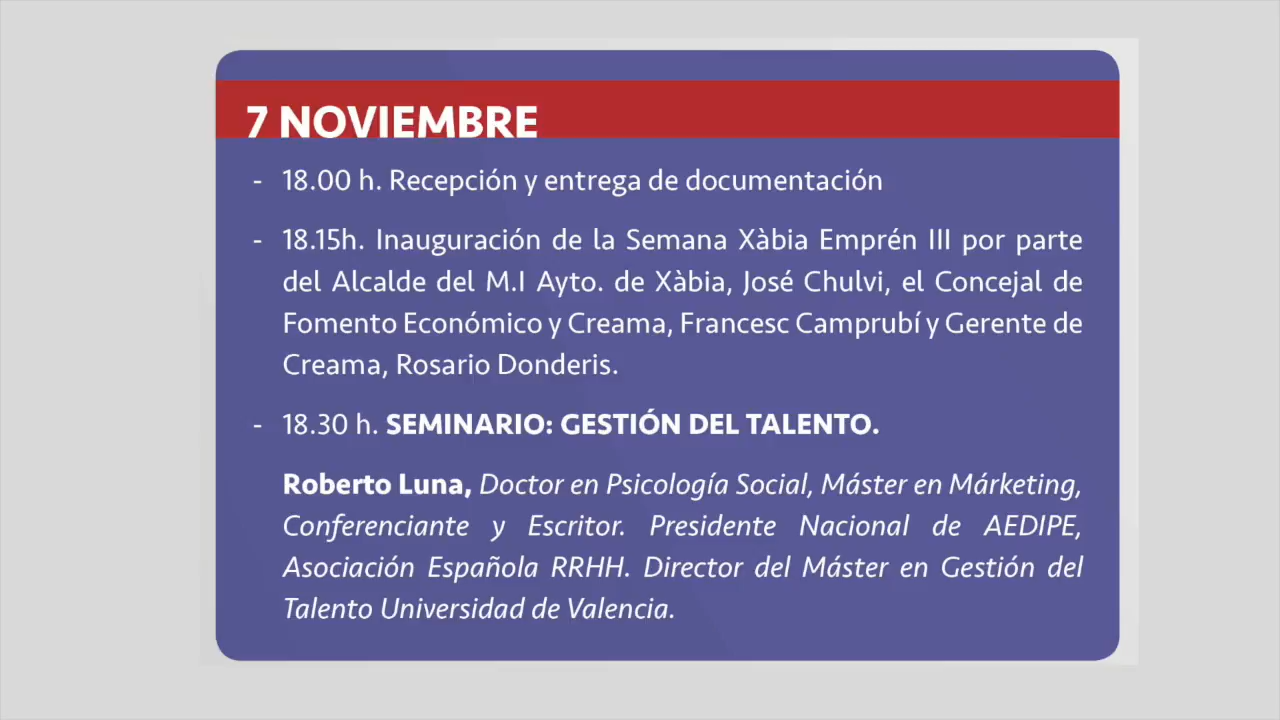 7 NOVIEMBRE
- 18.00 h. Recepción y entrega de documentación
- 18.15h. Inauguración de la Semana Xàbia Emprén III por parte
del Alcalde del M.I Ayto. de Xàbia, José Chulvi, el Concejal de
Fomento Económico y Creama, Francesc Camprubí y Gerente de
Creama, Rosario Donderis.
- 18.30 h. SEMINARIO: GESTIÓN DEL TALENTO.
Roberto Luna, Doctor en Psicología Social, Máster en Márketing,
Conferenciante y Escritor. Presidente Nacional de AEDIPE,
Asociación Española RRHH. Director del Máster en Gestión del
Talento Universidad de Valencia.